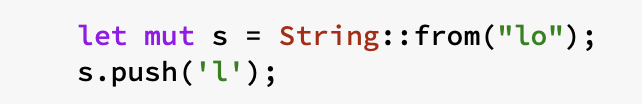 let mut s = String::from("lo");
s.push('l');